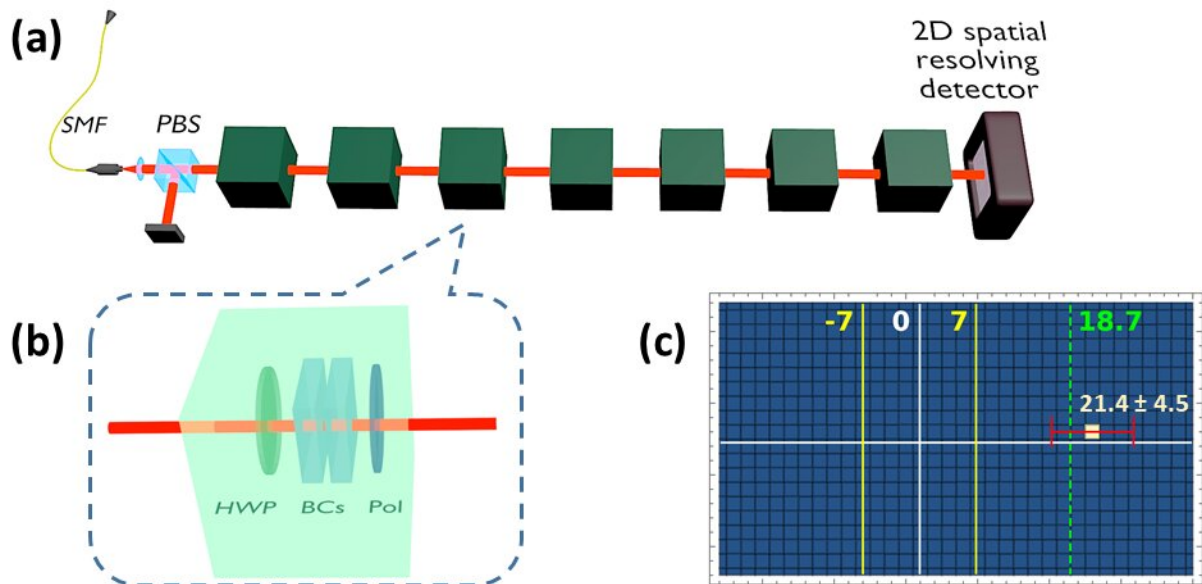 (a)
SMF
PBS
2D spatial
resolving
detector
(b)
HWP
BCs
Pol
(c)
-7
0
7
18.7
21.4 ± 4.5